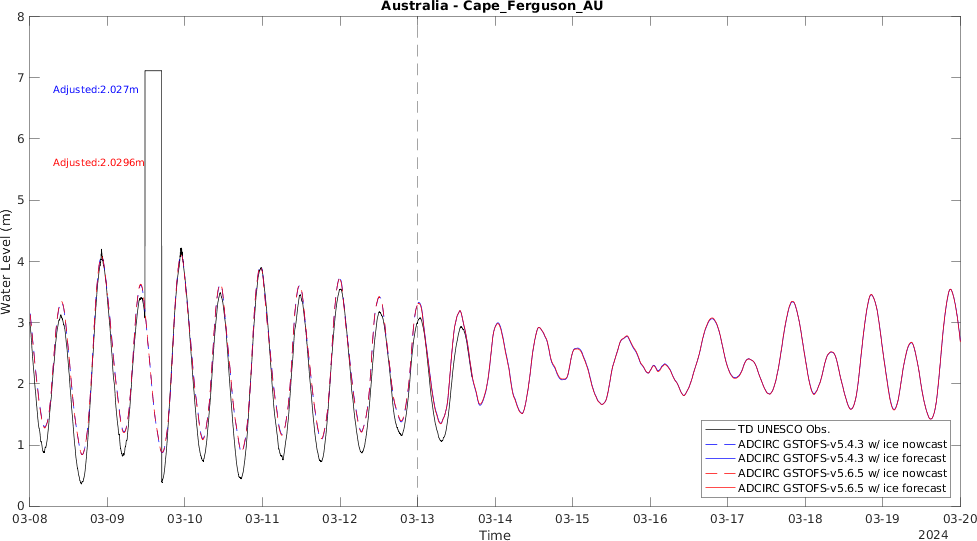 Australia - Cape_Ferguson_AU
8
7
6
5
4
3
2
1
0
Water Level (m)
Adjusted:2.027m
Adjusted:2.0296m
TD UNESCO Obs.
ADCIRC GSTOFS-v5.4.3 w/ ice nowcast
ADCIRC GSTOFS-v5.4.3 w/ ice forecast
ADCIRC GSTOFS-v5.6.5 w/ ice nowcast
ADCIRC GSTOFS-v5.6.5 w/ ice forecast
03-08 03-09 03-10 03-11 03-12 03-13 03-14 03-15 03-16 03-17 03-18 03-19 03-20
Time
2024